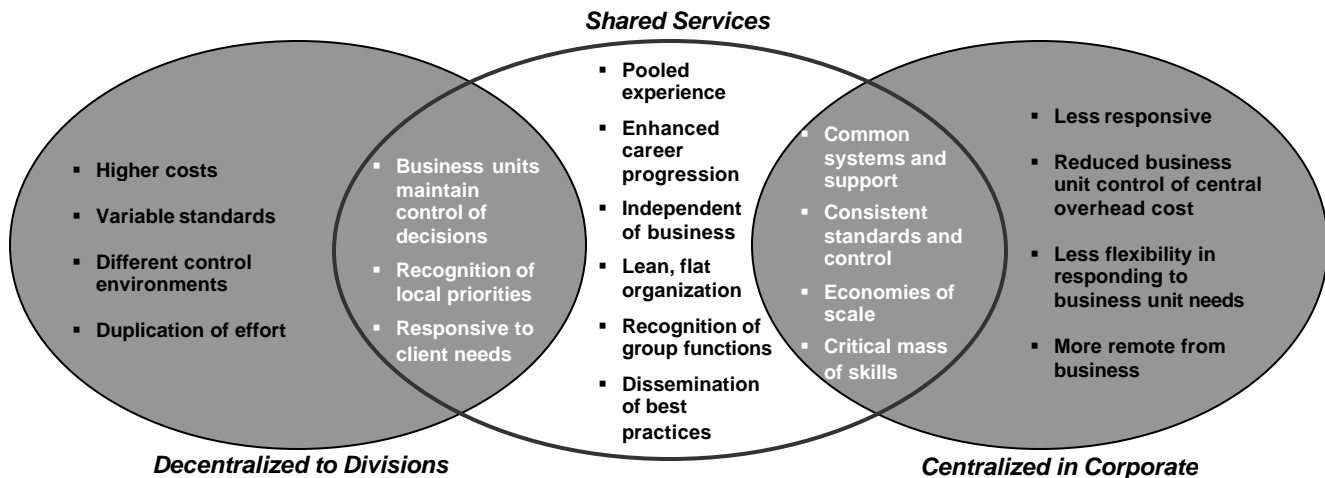 Shared Services
▪ Higher costs
▪ Variable standards
▪ Different control
environments
▪ Duplication of effort
▪ Business units
maintain
control of
decisions
▪ Recognition of
local priorities
▪ Responsive to
client needs
▪ Pooled
experience
▪ Enhanced
career
progression
▪ Independent
of business
▪ Lean, flat
organization
▪ Recognition of
group functions
▪ Dissemination
of best
practices
▪ Common
systems and
support
▪ Consistent
standards and
control
▪ Economies of
scale
▪ Critical mass
of skills
▪ Less responsive
▪ Reduced business
unit control of central
overhead cost
▪ Less flexibility in
responding to
business unit needs
▪ More remote from
business
Decentralized to Divisions
Centralized in Corporate